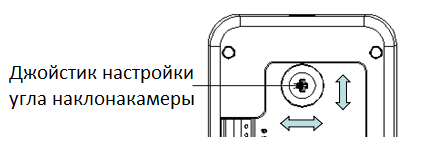 Джойстик настройки
угла наклонакамеры